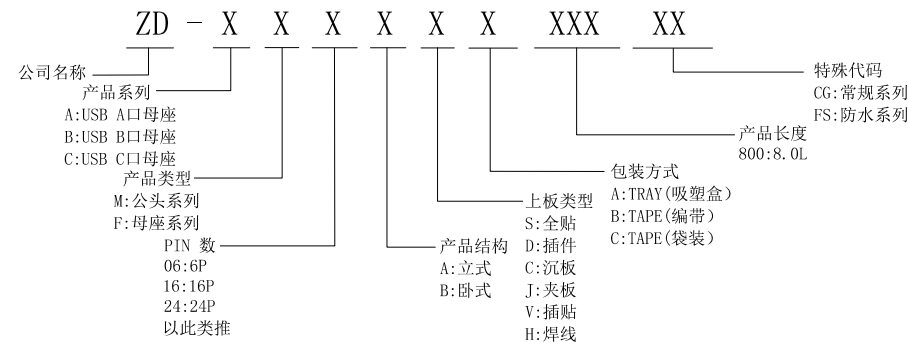 ZD - X X X X X X XXX XX
公司名称
产品系列
A:USB A口母座
B:USB B口母座
C:USB C口母座
产品类型
M:公头系列
F:母座系列
PIN 数
06:6P
16:16P
24:24P
以此类推
产品结构
A:立式
B:卧式
上板类型
S:全贴
D:插件
C:沉板
J:夹板
V:插贴
H:焊线
包装方式
A:TRAY(吸塑盒)
B:TAPE(编带)
C:TAPE(袋装)
产品长度
800:8.0L
特殊代码
CG:常规系列
FS:防水系列